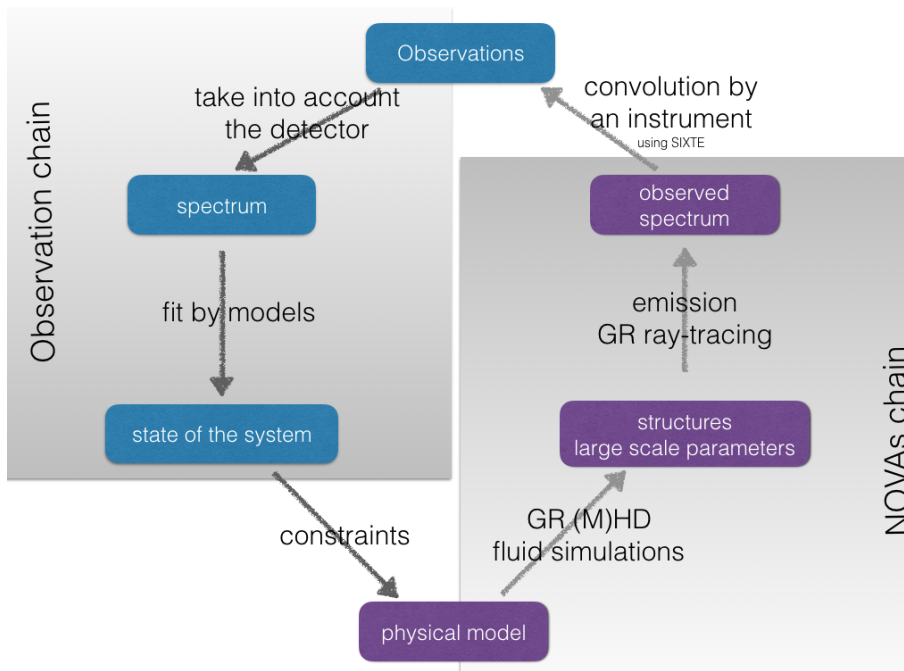 Observations
take into account
the detector
convolution by
an instrument
using SIXTE
Observation chain
spectrum
observed
spectrum
fit by models
emission
GR ray-tracing
state of the system
structures
large scale parameters
NOVAs chain
constraints
GR (M)HD
fluid simulations
physical model